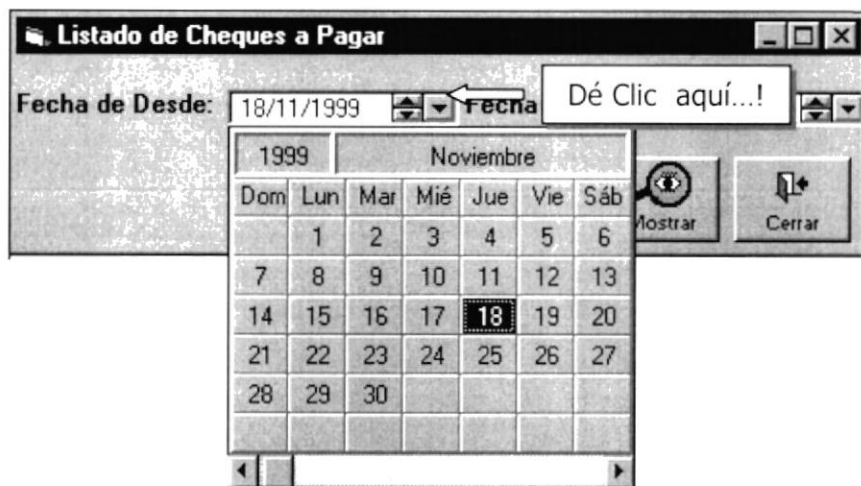 Listado de Cheques a Pagar
Fecha de Desde: 18/11/1999 Fecha
Dé Clic aquí...!
1999 Noviembre
Dom Lun Mar Mié Jue Vie Sáb
1 2 3 4 5 6
7 8 9 10 11 12 13
14 15 16 17 18 19 20
21 22 23 24 25 26 27
28 29 30
Mostrar Cerrar